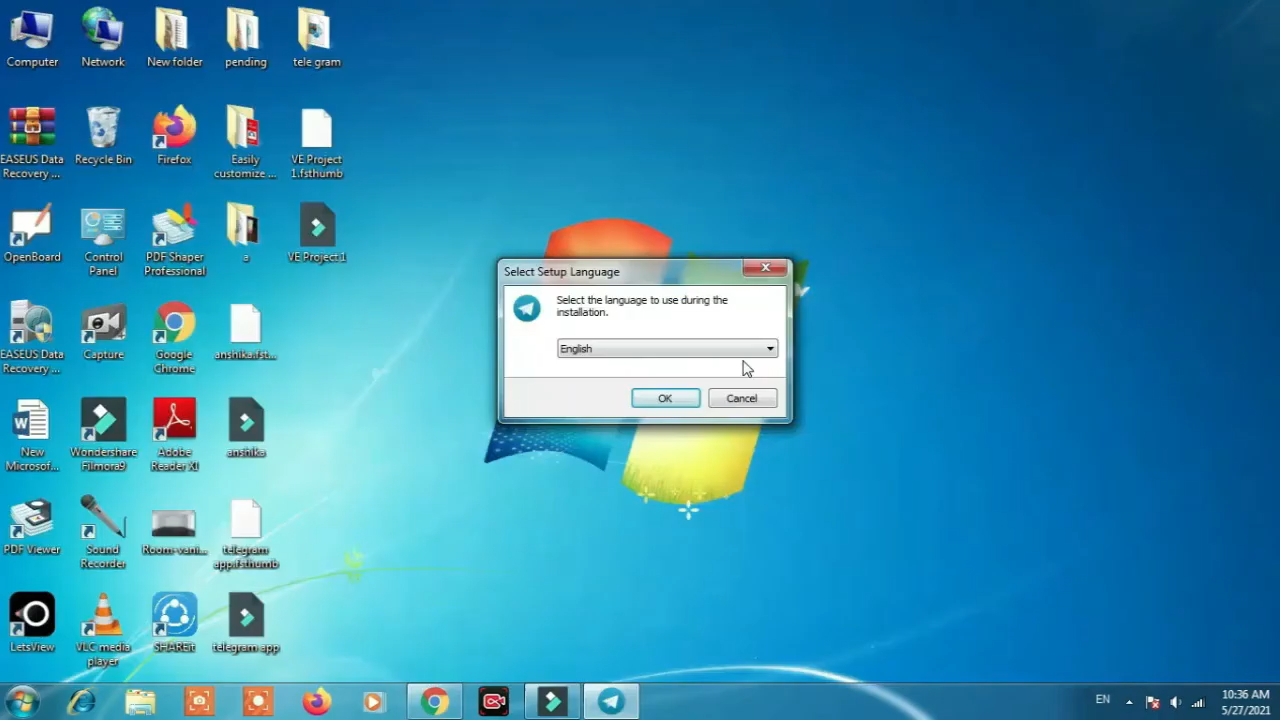 Computer
Network
New folder
pending
tele gram
EASEUS Data
Recovery ...
Recycle Bin
Firefox
Easily
customize ...
VE Project
1.fsthumb
OpenBoard
Control
Panel
PDF Shaper
Professional
a
VE Project1
EASEUS Data
Recovery ...
Capture
Google
Chrome
anshika.fst...
New
Microsof...
Wondershare
Filmora9
Adobe
Reader XI
anshika
PDF Viewer
Sound
Recorder
Room-vani...
telegram
app.fsthumb
LetsView
VLC media
player
SHAREit
telegram app
Select Setup Language
Select the language to use during the
installation.
English
OK
Cancel
EN
10:36 AM
5/27/2021